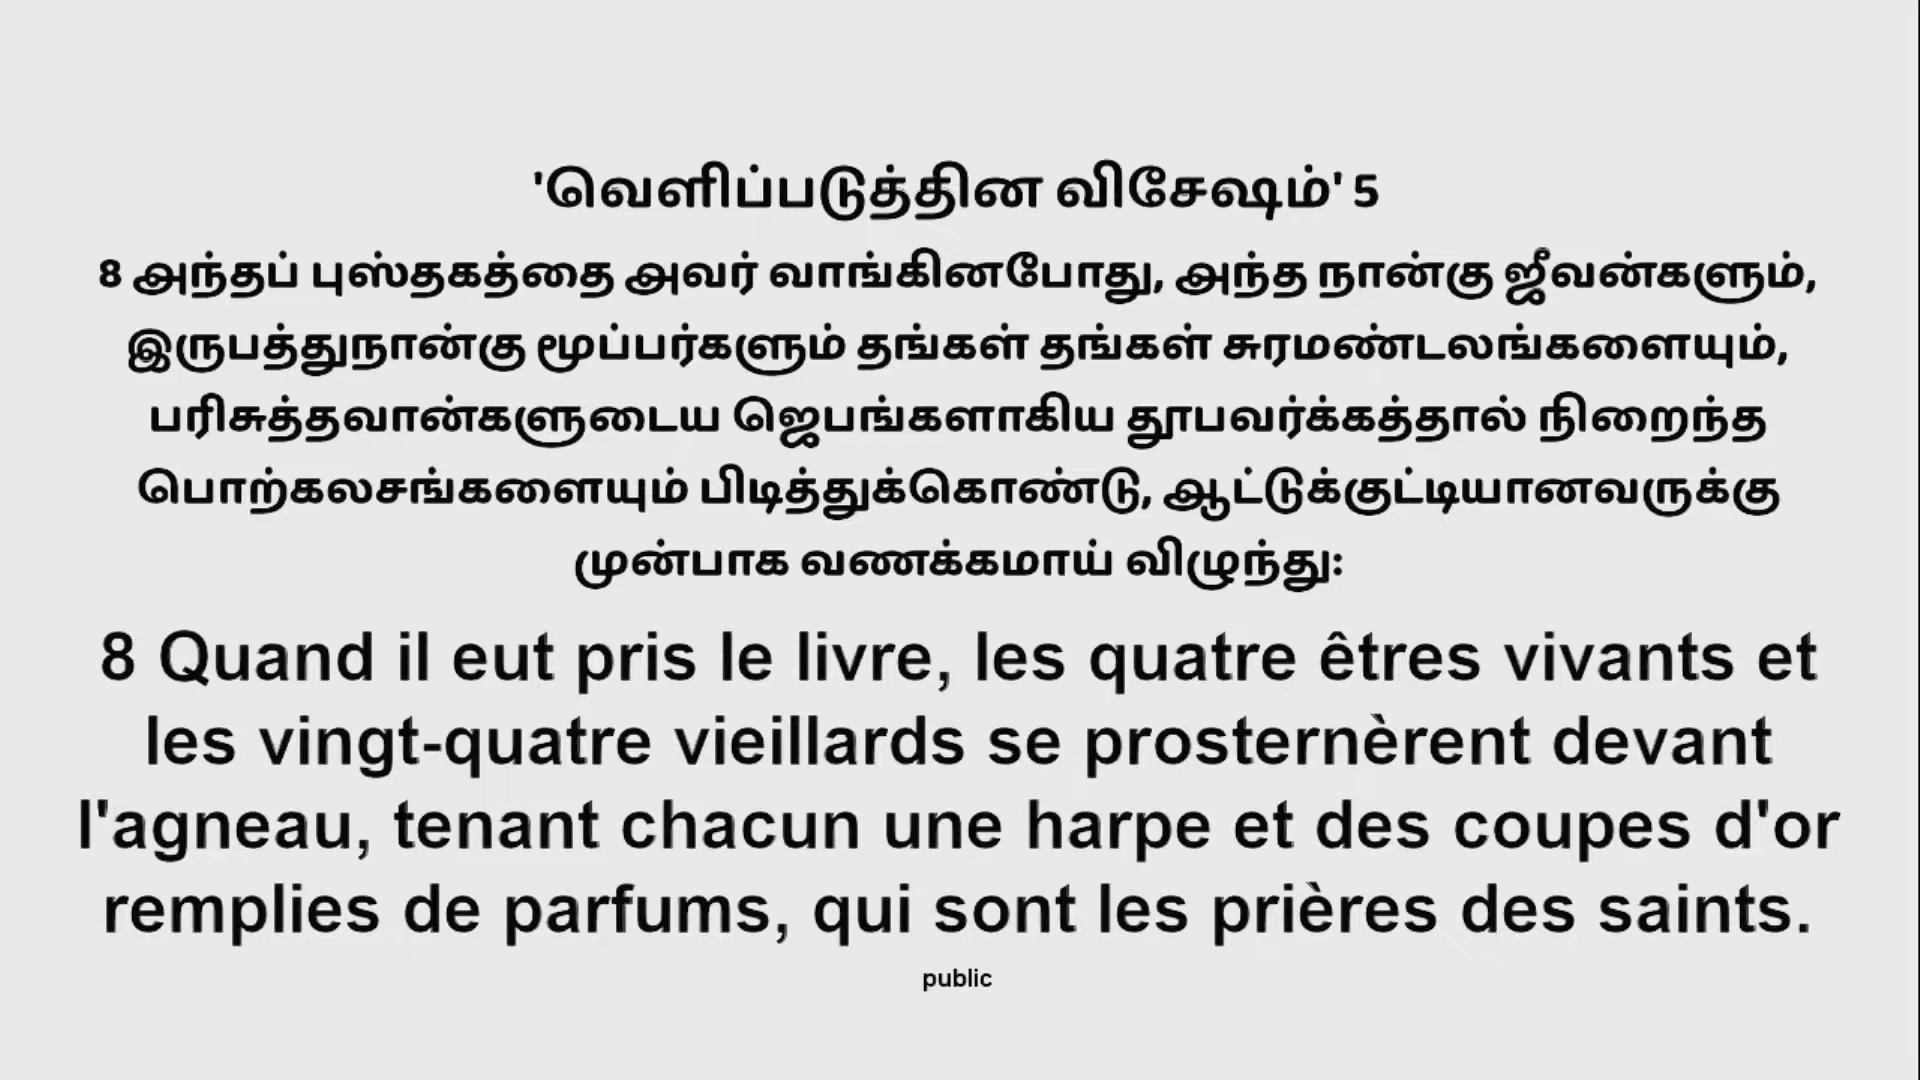 'வெளிப்படுத்தின விசேஷம்' 5
8 அந்தப் புஸ்தகத்தை அவர் வாங்கினபோது, அந்த நான்கு ஜீவன்களும்,
இருபத்துநான்கு மூப்பர்களும் தங்கள் தங்கள் சுரமண்டலங்களையும்,
பரிசுத்தவான்களுடைய ஜெபங்களாகிய தூபவர்க்கத்தால் நிறைந்த
பொற்கலசங்களையும் பிடித்துக்கொண்டு, ஆட்டுக்குட்டியானவருக்கு
முன்பாக வணக்கமாய் விழுந்து:
8 Quand il eut pris le livre, les quatre êtres vivants et
les vingt-quatre vieillards se prosternèrent devant
l'agneau, tenant chacun une harpe et des coupes d'or
remplies de parfums, qui sont les prières des saints.
public